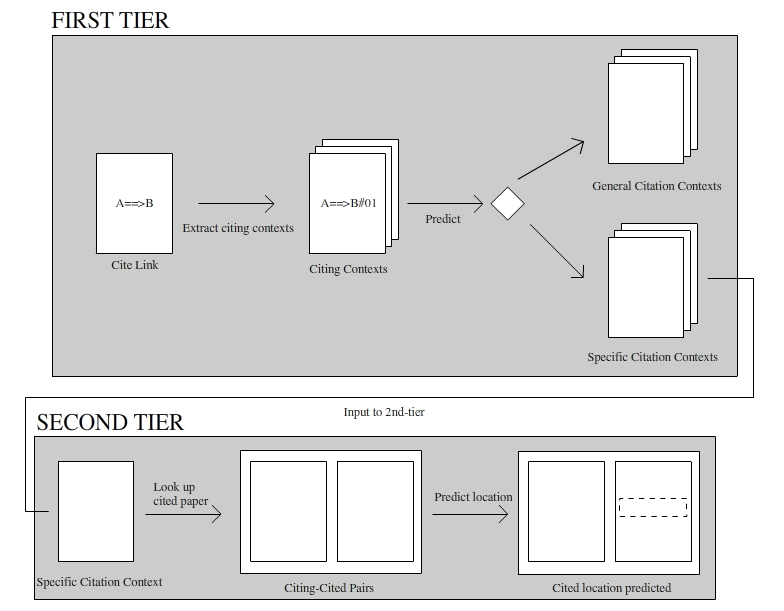 FIRST TIER
A==>B
Cite Link
Extract citing contexts
A==>B#01
Citing Contexts
Predict
General Citation Contexts
Specific Citation Contexts
Input to 2nd-tier
SECOND TIER
Specific Citation Context
Look up
cited paper
Citing-Cited Pairs
Predict location
Cited location predicted